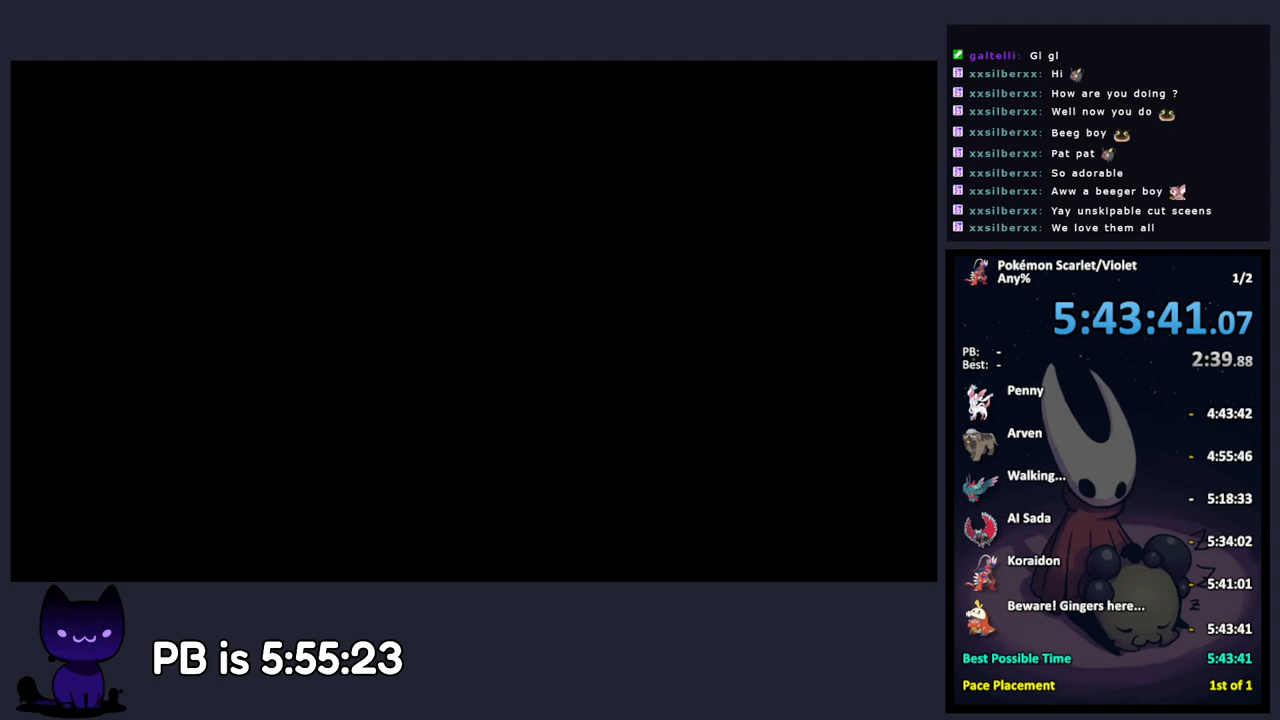 galtelli: Gl gl
xxsilberxx: Hi
xxsilberxx: How are you doing ?
xxsilberxx: Well now you do
xxsilberxx: Beeg boy
xxsilberxx: Pat pat
xxsilberxx: So adorable
xxsilberxx: Aww a beeger boy
xxsilberxx: Yay unskipable cut sceens
xxsilberxx: We love them all
Pokémon Scarlet/Violet
Any% 1/2
5:43:41.07
PB: - 2:39.88
Best: -
Penny - 4:43:42
Arven - 4:55:46
Walking... - 5:18:33
AI Sada - 5:34:02
Koraidon - 5:41:01
Beware! Gingers here... - 5:43:41
Best Possible Time 5:43:41
Pace Placement 1st of 1
PB is 5:55:23